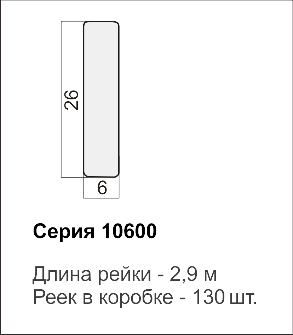 26
6
Серия 10600
Длина рейки - 2,9 м
Реек в коробке - 130 шт.